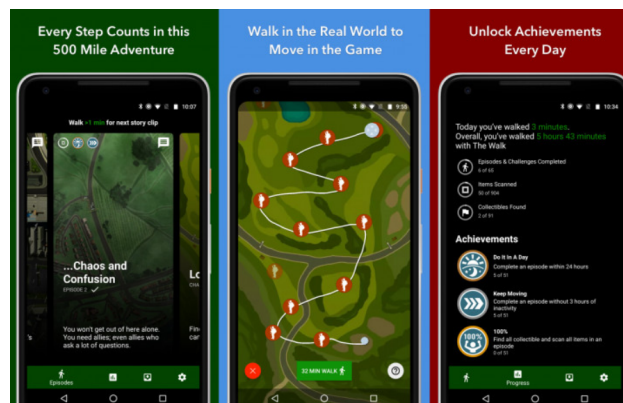 Every Step Counts in this
500 Mile Adventure
10:07
Walk +1 min for next story clip
...Chaos and
Confusion
EPISODE 2
You won't get out of here alone.
You need allies; even allies who
ask a lot of questions.
Episodes
Walk in the Real World to
Move in the Game
9:58
32 MIN WALK
Unlock Achievements
Every Day
10:34
Today you've walked 3 minutes.
Overall, you've walked 5 hours 43 minutes
with The Walk
Episodes & Challenges Completed
6 of 65
Items Scanned
30 of 904
Collectibles Found
2 of 91
Achievements
Do It In A Day
Complete an episode within 24 hours
5 of 51
Keep Moving
Complete an episode without 3 hours of
inactivity
5 of 51
100%
100%
Find all collectible and scan all items in an
episode
0 of 51
Progress